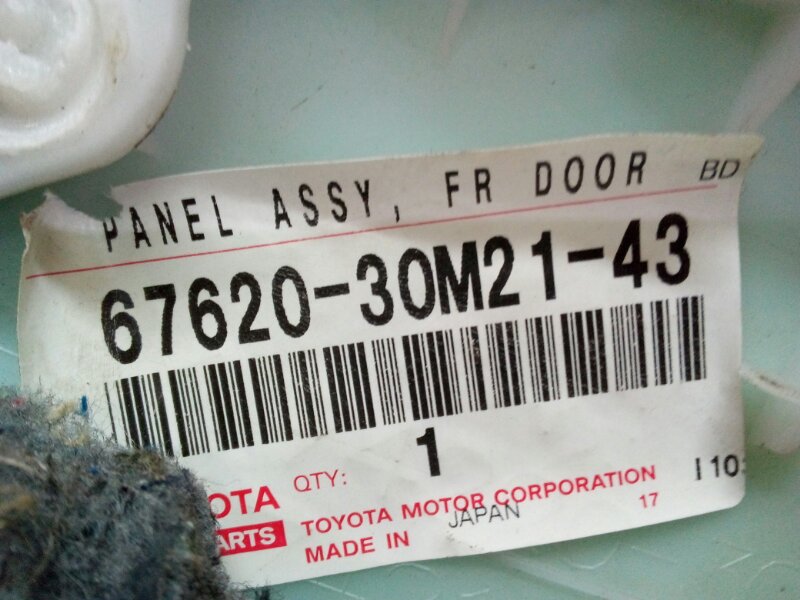 PANEL ASSY, FR DOOR BD
67620-30M21-43
1
OTA QTY:
ARTS TOYOTA MOTOR CORPORATION 17
MADE IN JAPAN
I 10